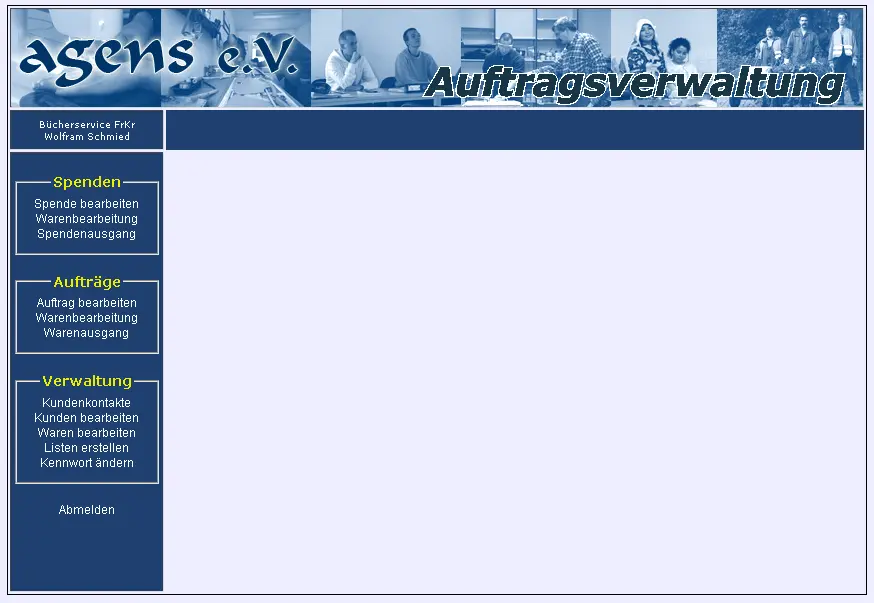 agens e.V.
Auftragsverwaltung
Bücherservice FrKr
Wolfram Schmied
Spenden
Spende bearbeiten
Warenbearbeitung
Spendenausgang
Aufträge
Auftrag bearbeiten
Warenbearbeitung
Warenausgang
Verwaltung
Kundenkontakte
Kunden bearbeiten
Waren bearbeiten
Listen erstellen
Kennwort ändern
Abmelden